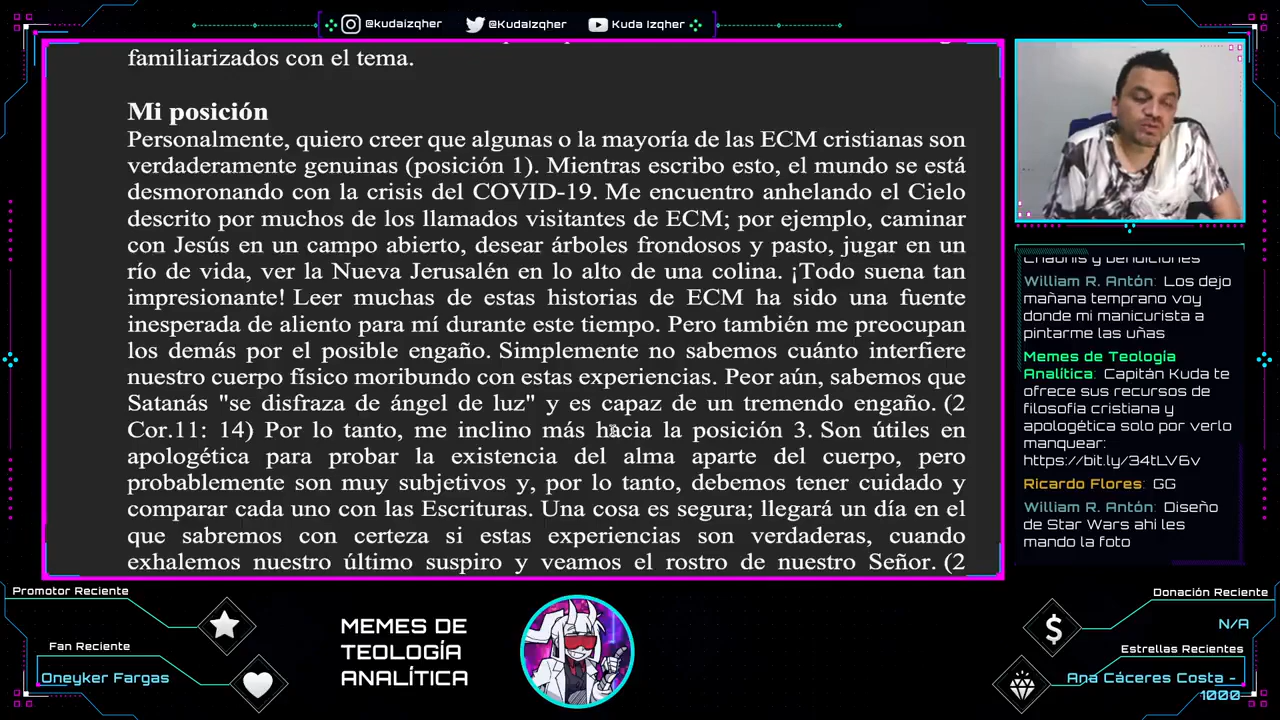 @kudaizqher
@KudaIzqher
Kuda Izqher
familiarizados con el tema.
Mi posición
Personalmente, quiero creer que algunas o la mayoría de las ECM cristianas son
verdaderamente genuinas (posición 1). Mientras escribo esto, el mundo se está
desmoronando con la crisis del COVID-19. Me encuentro anhelando el Cielo
descrito por muchos de los llamados visitantes de ECM; por ejemplo, caminar
con Jesús en un campo abierto, desear árboles frondosos y pasto, jugar en un
río de vida, ver la Nueva Jerusalén en lo alto de una colina. ¡Todo suena tan
impresionante! Leer muchas de estas historias de ECM ha sido una fuente
inesperada de aliento para mí durante este tiempo. Pero también me preocupan
los demás por el posible engaño. Simplemente no sabemos cuánto interfiere
nuestro cuerpo físico moribundo con estas experiencias. Peor aún, sabemos que
Satanás "se disfraza de ángel de luz" y es capaz de un tremendo engaño. (2
Cor.11: 14) Por lo tanto, me inclino más hacia la posición 3. Son útiles en
apologética para probar la existencia del alma aparte del cuerpo, pero
probablemente son muy subjetivos y, por lo tanto, debemos tener cuidado y
comparar cada uno con las Escrituras. Una cosa es segura; llegará un día en el
que sabremos con certeza si estas experiencias son verdaderas, cuando
exhalemos nuestro último suspiro y veamos el rostro de nuestro Señor. (2
y bendiciones
William R. Antón: Los dejo
mañana temprano voy
donde mi manicurista a
pintarme las uñas
Memes de Teología
Analítica: Capitán Kuda te
ofrece sus recursos de
filosofía cristiana y
apologética solo por verlo
manquear:
https://bit.ly/34tLV6v
Ricardo Flores: GG
William R. Antón: Diseño
de Star Wars ahí les
mando la foto
Promotor Reciente
Fan Reciente
Oneyker Fargas
MEMES DE
TEOLOGÍA
ANALÍTICA
Donación Reciente
N/A
Estrellas Recientes
Ana Cáceres Costa -
1000